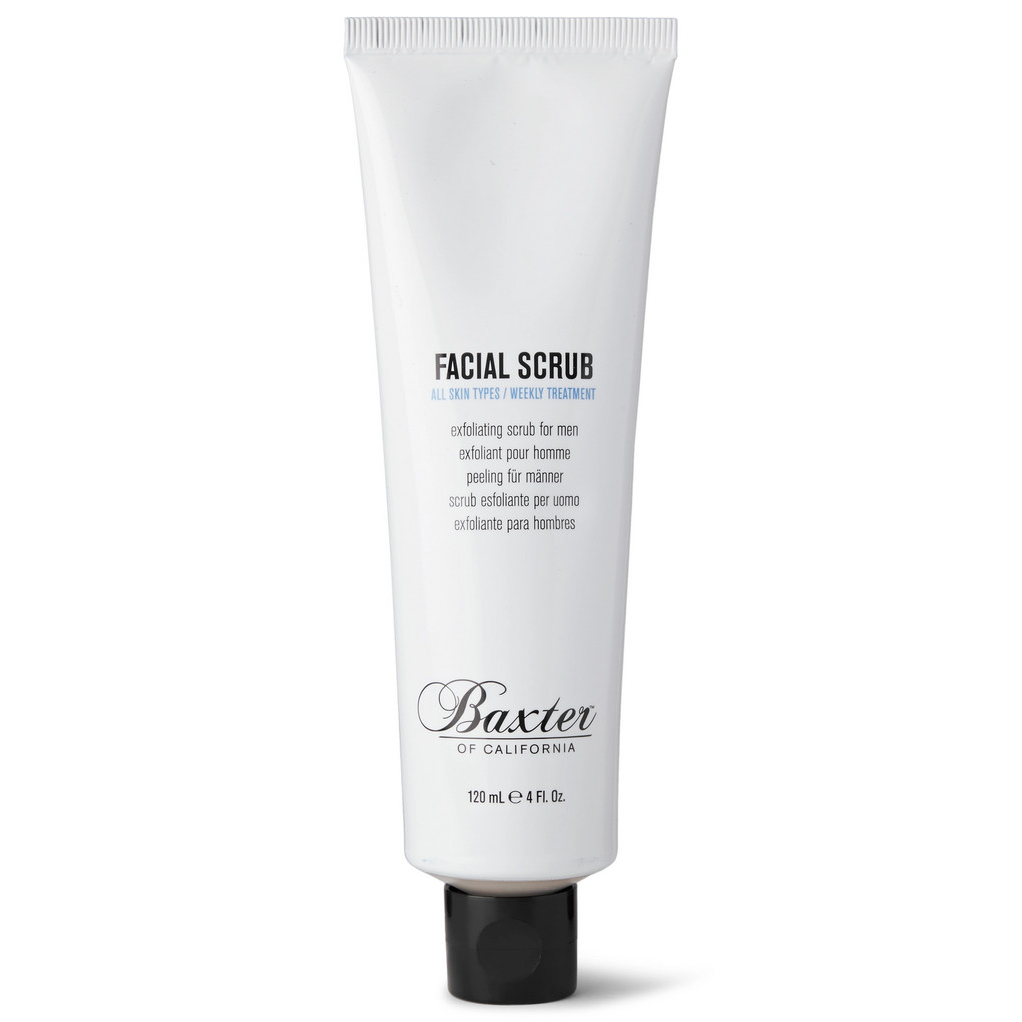 FACIAL SCRUB
ALL SKIN TYPES / WEEKLY TREATMENT
exfoliating scrub for men
exfoliant pour homme
peeling für männer
scrub esfoliante per uomo
exfoliante para hombres
Baxter™
OF CALIFORNIA
120 mL ℮ 4 Fl. Oz.